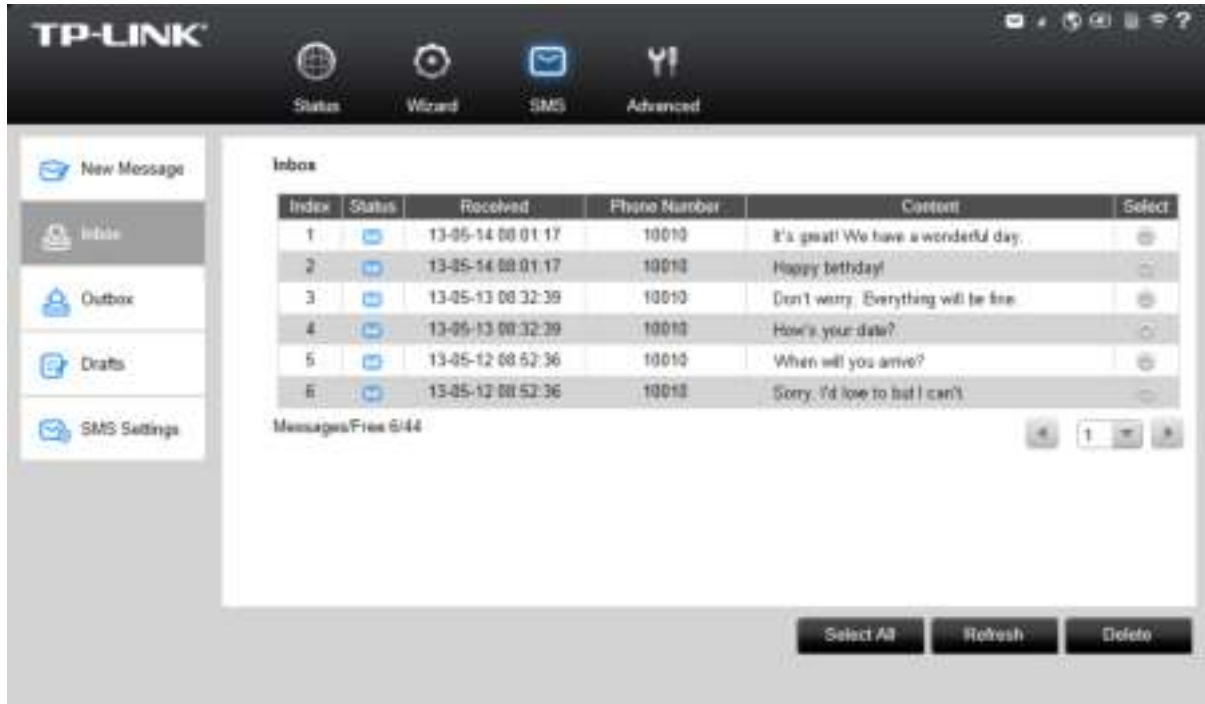 TP-LINK
?
Status Wizard SMS Advanced
New Message
Inbox
Outbox
Drafts
SMS Settings
Inbox
Index Status Received Phone Number Content Select
1 13-05-14 08:01:17 10010 It's great! We have a wonderful day.
2 13-05-14 08:01:17 10010 Happy bethday!
3 13-05-13 08:32:39 10010 Don't worry. Everything will be fine
4 13-05-13 08:32:39 10010 How's your date?
5 13-05-12 08:52:36 10010 When will you arrive?
6 13-05-12 08:52:36 10010 Sorry, I'd love to but I can't
Messages/Free 6/44
1
Select All Refresh Delete